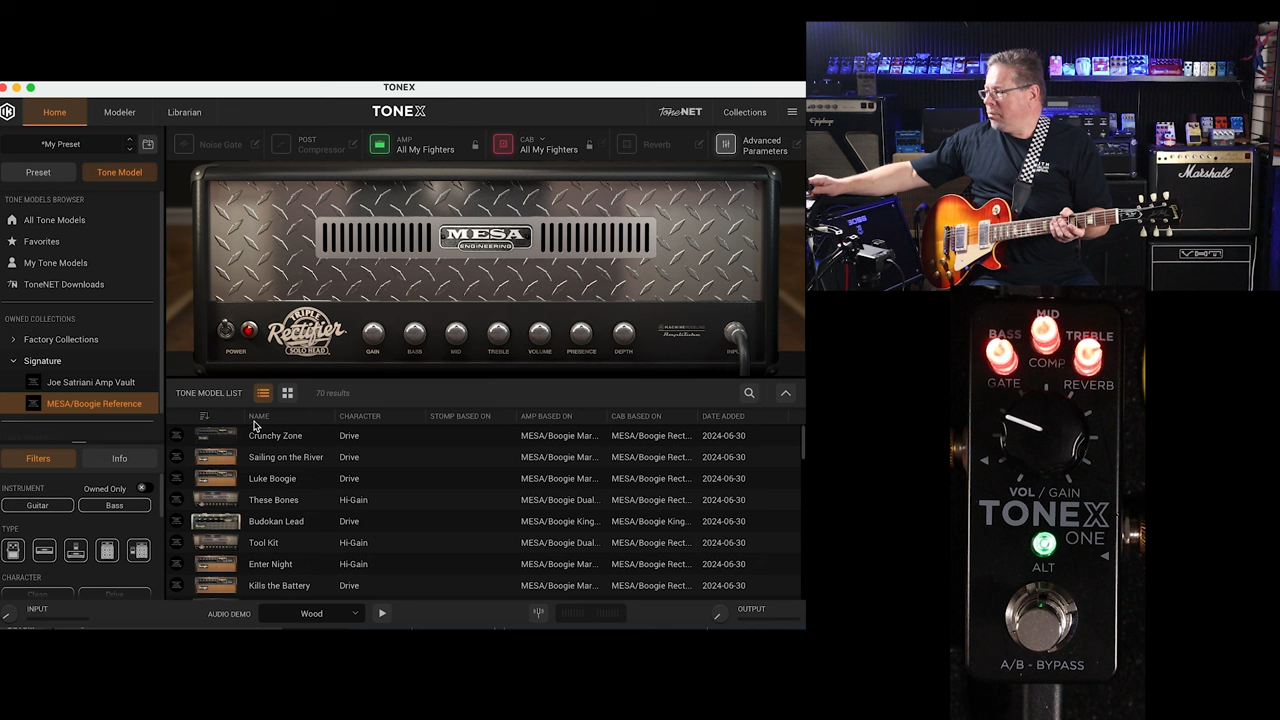 TONEX
Home
Modeler
Librarian
TONEX
ToneNET
Collections
*My Preset
Noise Gate
POST
Compressor
AMP
All My Fighters
CAB
All My Fighters
Reverb
Advanced
Parameters
Preset
Tone Model
TONE MODELS BROWSER
All Tone Models
Favorites
My Tone Models
ToneNET Downloads
OWNED COLLECTIONS
Factory Collections
Signature
Joe Satriani Amp Vault
MESA/Boogie Reference
Filters
Info
INSTRUMENT
Owned Only
Guitar
Bass
TYPE
CHARACTER
Clean
Drive
INPUT
MESA
ENGINEERING
TRIPLE
Rectifier
SOLO HEAD
POWER
GAIN
BASS
MID
TREBLE
VOLUME
PRESENCE
DEPTH
INPUT
TONE MODEL LIST
70 results
NAME CHARACTER STOMP BASED ON AMP BASED ON CAB BASED ON DATE ADDED
Crunchy Zone Drive MESA/Boogie Mar... MESA/Boogie Rect... 2024-06-30
Sailing on the River Drive MESA/Boogie Mar... MESA/Boogie Rect... 2024-06-30
Luke Boogie Drive MESA/Boogie Mar... MESA/Boogie Rect... 2024-06-30
These Bones Hi-Gain MESA/Boogie Dual... MESA/Boogie Rect... 2024-06-30
Budokan Lead Drive MESA/Boogie King... MESA/Boogie Rect... 2024-06-30
Tool Kit Hi-Gain MESA/Boogie Dual... MESA/Boogie Rect... 2024-06-30
Enter Night Hi-Gain MESA/Boogie Mar... MESA/Boogie Rect... 2024-06-30
Kills the Battery Drive MESA/Boogie Mar... MESA/Boogie Rect... 2024-06-30
AUDIO DEMO
Wood
OUTPUT
Epiphone
Marshall
VHT
BOSS
MID
BASS
TREBLE
COMP
GATE
REVERB
VOL / GAIN
TONEX
ONE
ALT
A/B - BYPASS